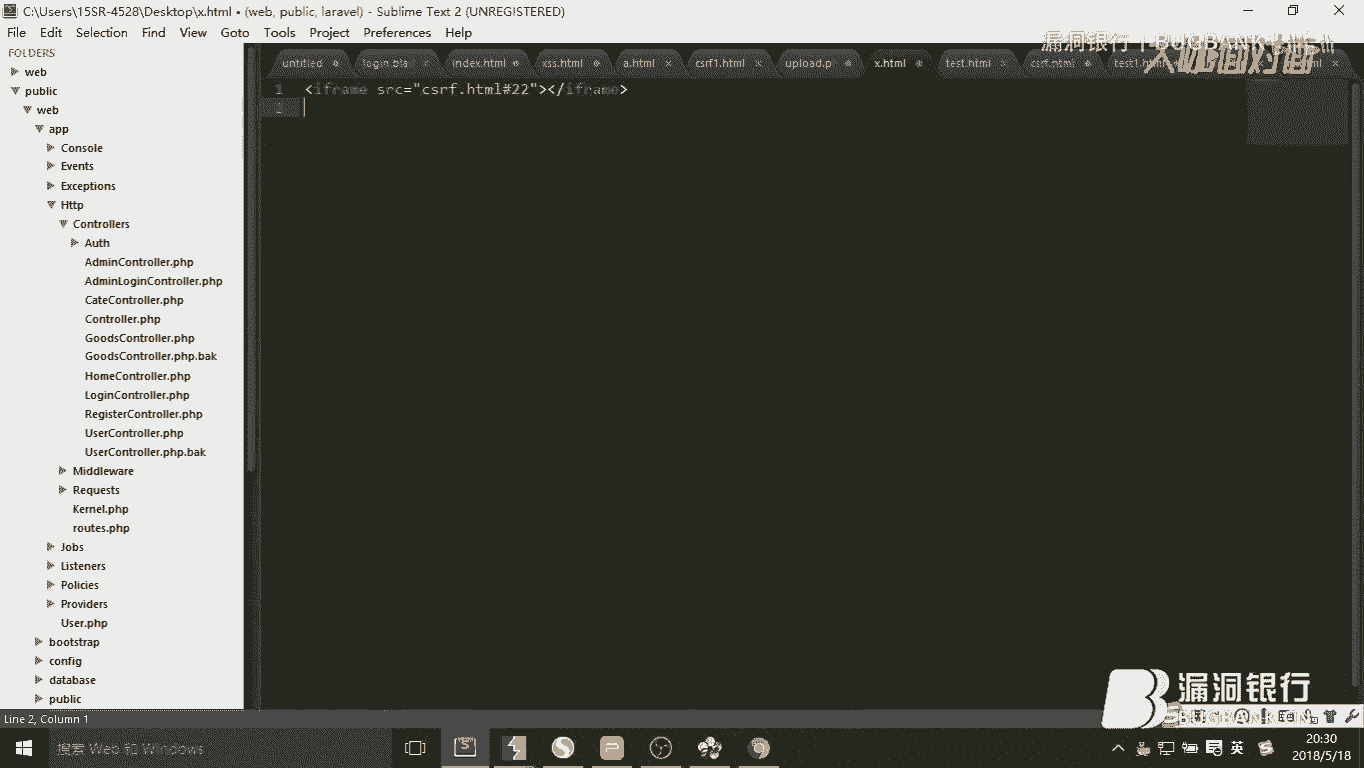 C:\Users\15SR-4528\Desktop\x.html • (web, public, laravel) - Sublime Text 2 (UNREGISTERED)
File Edit Selection Find View Goto Tools Project Preferences Help
漏洞银行 | BUGBANK
面对面
FOLDERS
untitled login.bla index.html xss.html a.html csrf1.html upload.p x.html test.html csrf.html test1
1 <iframe src="csrf.html#22"></iframe>
2
web
public
web
app
Console
Events
Exceptions
Http
Controllers
Auth
AdminController.php
AdminLoginController.php
CateController.php
Controller.php
GoodsController.php
GoodsController.php.bak
HomeController.php
LoginController.php
RegisterController.php
UserController.php
UserController.php.bak
Middleware
Requests
Kernel.php
routes.php
Jobs
Listeners
Policies
Providers
User.php
bootstrap
config
database
public
漏洞银行
BUGBANK.CN
Line 2, Column 1
搜索 Web 和 Windows
英
20:30
2018/5/18